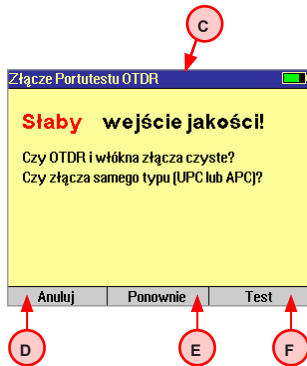 C
Złącze Portutestu OTDR
Słaby wejście jakości!
Czy OTDR i włókna złącza czyste?
Czy złącza samego typu (UPC lub APC)?
Anuluj Ponownie Test
D E F